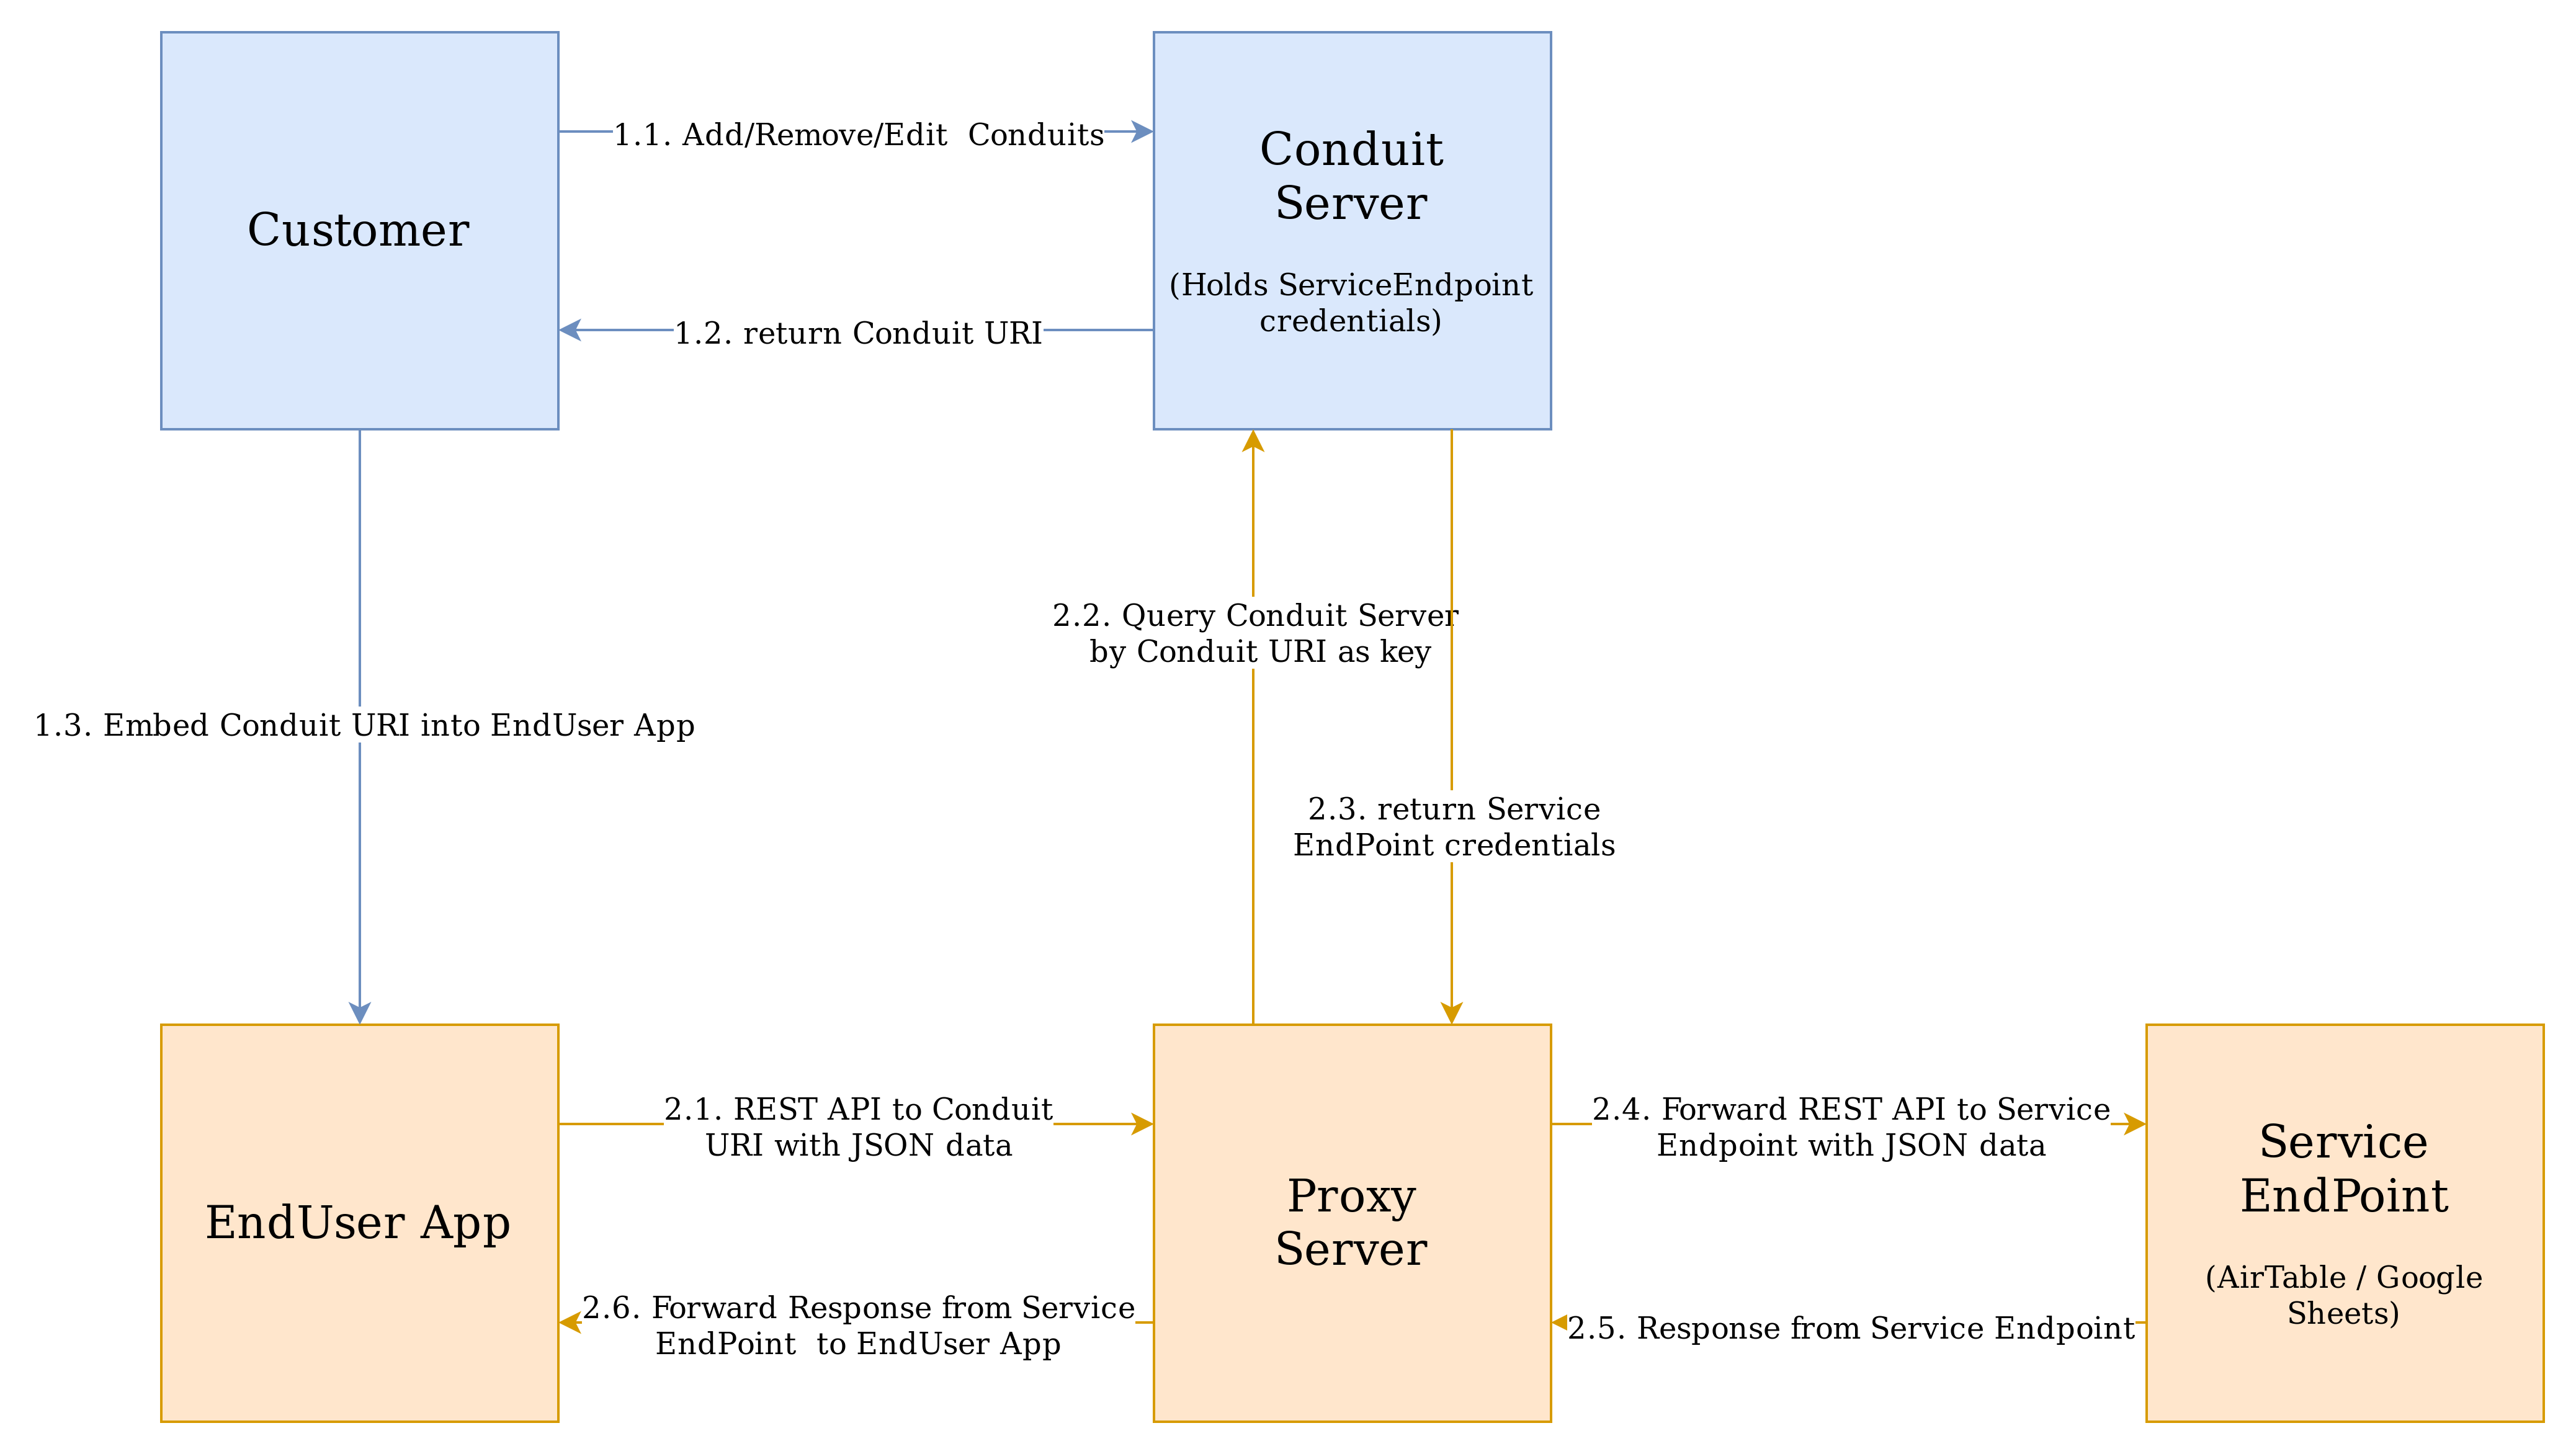 Customer
1.1. Add/Remove/Edit  Conduits
1.2. return Conduit URI
Conduit
Server
(Holds ServiceEndpoint
credentials)
1.3. Embed Conduit URI into EndUser App
2.2. Query Conduit Server
by Conduit URI as key
2.3. return Service
EndPoint credentials
EndUser App
2.1. REST API to Conduit
URI with JSON data
2.6. Forward Response from Service
EndPoint  to EndUser App
Proxy
Server
2.4. Forward REST API to Service
Endpoint with JSON data
2.5. Response from Service Endpoint
Service
EndPoint
(AirTable / Google
Sheets)